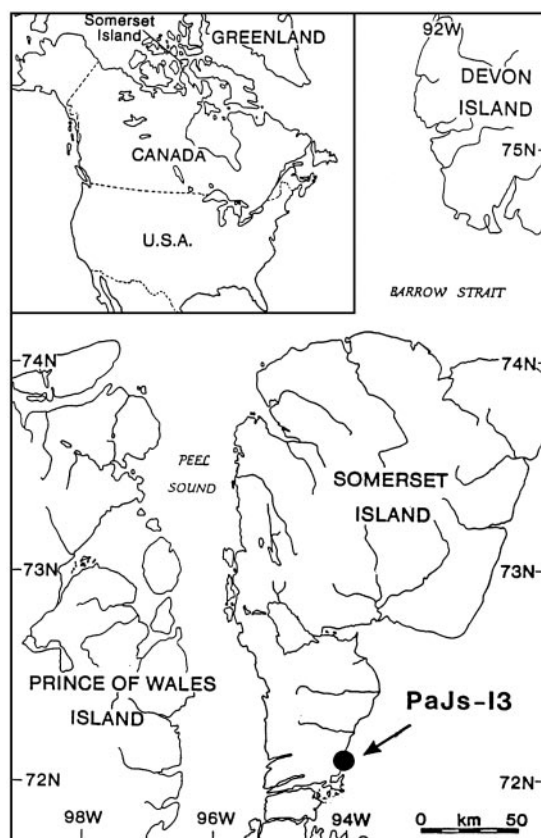 Somerset
Island
GREENLAND
CANADA
U.S.A.
92W
DEVON
ISLAND
75N
BARROW STRAIT
74N
74N
PEEL
SOUND
SOMERSET
ISLAND
73N
73N
PRINCE OF WALES
ISLAND
PaJs-13
72N
72N
98W
96W
94W
0
km
50